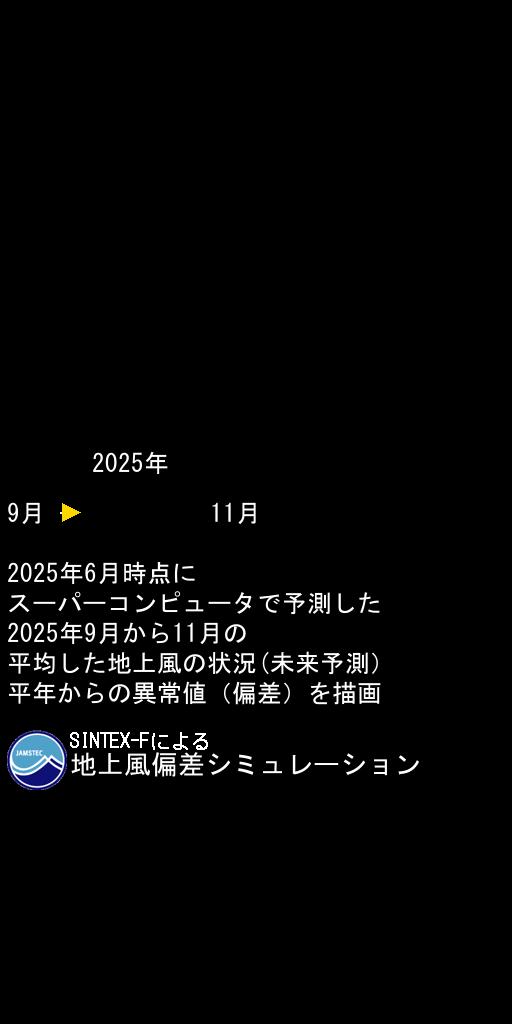 2025年
9月 ▶ 11月
2025年6月時点に
スーパーコンピュータで予測した
2025年9月から11月の
平均した地上風の状況(未来予測)
平年からの異常値（偏差）を描画
SINTEX-Fによる
JAMSTEC
地上風偏差シミュレーション